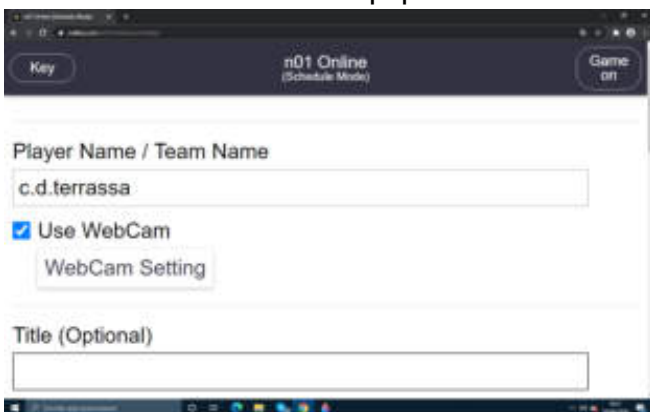 Key
n01 Online
(Schedule Mode)
Game
on
Player Name / Team Name
c.d.terrassa
Use WebCam
WebCam Setting
Title (Optional)